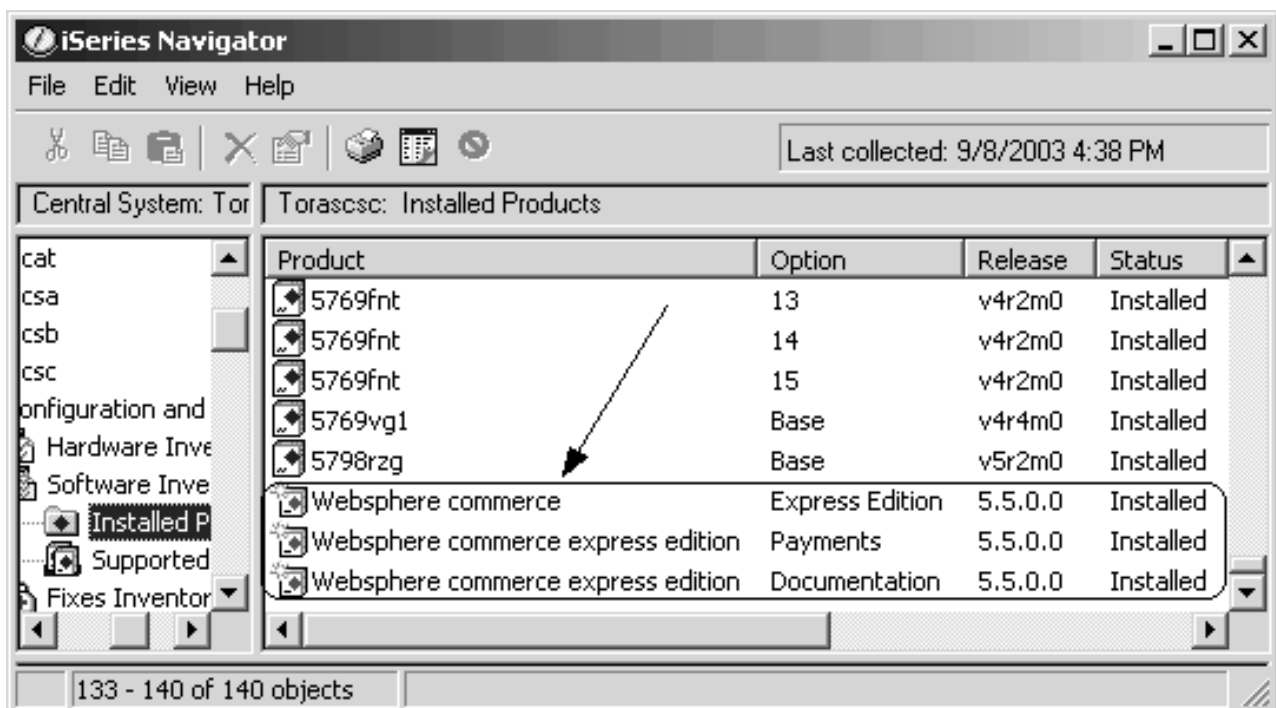 iSeries Navigator
File Edit View Help
Last collected: 9/8/2003 4:38 PM
Central System: Tor
Torascsc: Installed Products
cat
csa
csb
csc
onfiguration and
Hardware Inve
Software Inve
Installed P
Supported
Fixes Inventor
Product Option Release Status
5769fnt 13 v4r2m0 Installed
5769fnt 14 v4r2m0 Installed
5769fnt 15 v4r2m0 Installed
5769vg1 Base v4r4m0 Installed
5798rzg Base v5r2m0 Installed
Websphere commerce Express Edition 5.5.0.0 Installed
Websphere commerce express edition Payments 5.5.0.0 Installed
Websphere commerce express edition Documentation 5.5.0.0 Installed
133 - 140 of 140 objects